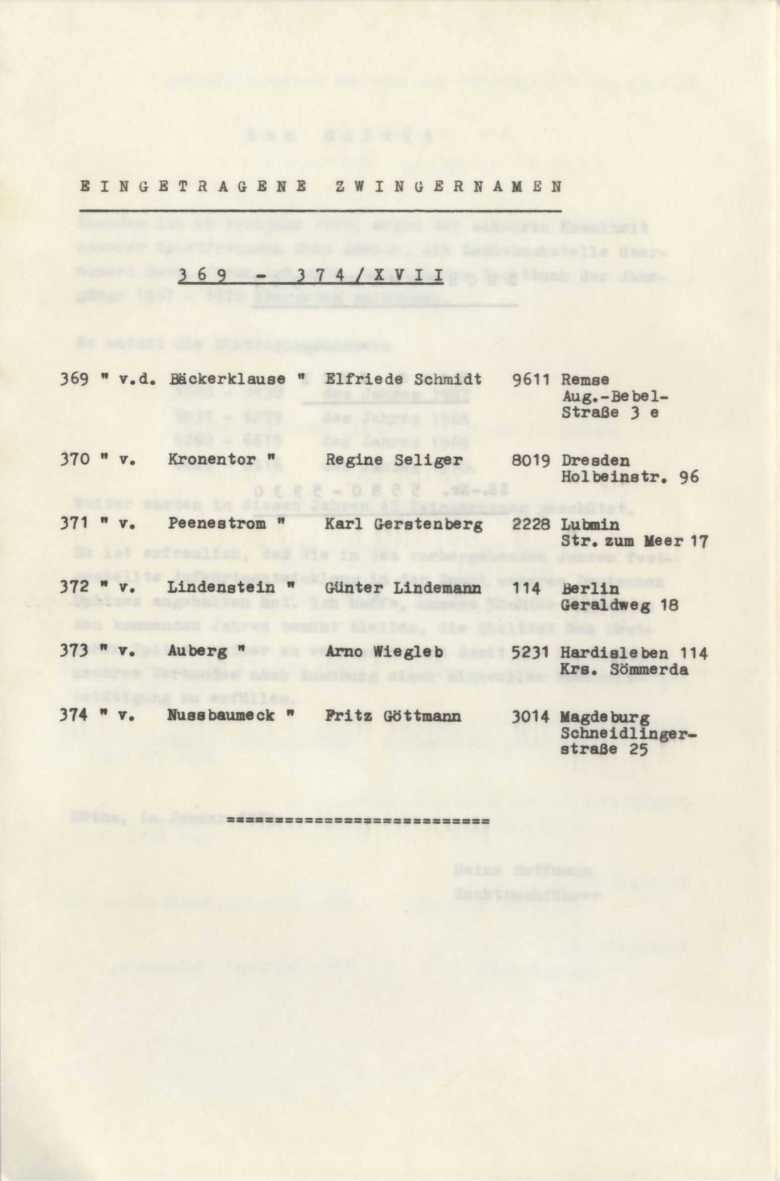 EINGETRAGENE ZWINGERNAMEN
369 - 374/XVII
369 " v.d. Bäckerklause " Elfriede Schmidt 9611 Remse
Aug.-Bebel-
Straße 3 e
370 " v. Kronentor " Regine Seliger 8019 Dresden
Holbeinstr. 96
371 " v. Peenestrom " Karl Gerstenberg 2228 Lubmin
Str. zum Meer 17
372 " v. Lindenstein " Günter Lindemann 114 Berlin
Geraldweg 18
373 " v. Auberg " Arno Wiegleb 5231 Hardisleben 114
Krs. Sömmerda
374 " v. Nussbaumeck " Fritz Göttmann 3014 Magdeburg
Schneidlinger-
straße 25
===========================